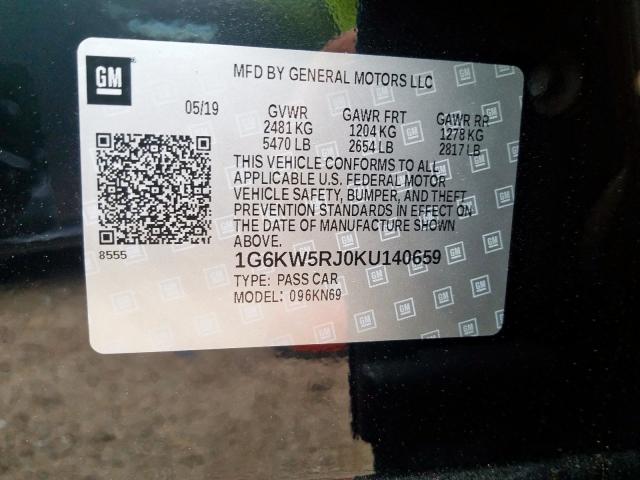 GM
MFD BY GENERAL MOTORS LLC
05/19 GVWR GAWR FRT GAWR RR
2481 KG 1204 KG 1278 KG
5470 LB 2654 LB 2817 LB
THIS VEHICLE CONFORMS TO ALL
APPLICABLE U.S. FEDERAL MOTOR
VEHICLE SAFETY, BUMPER, AND THEFT
PREVENTION STANDARDS IN EFFECT ON
THE DATE OF MANUFACTURE SHOWN
ABOVE.
8555
1G6KW5RJ0KU140659
TYPE: PASS CAR
MODEL: 096KN69